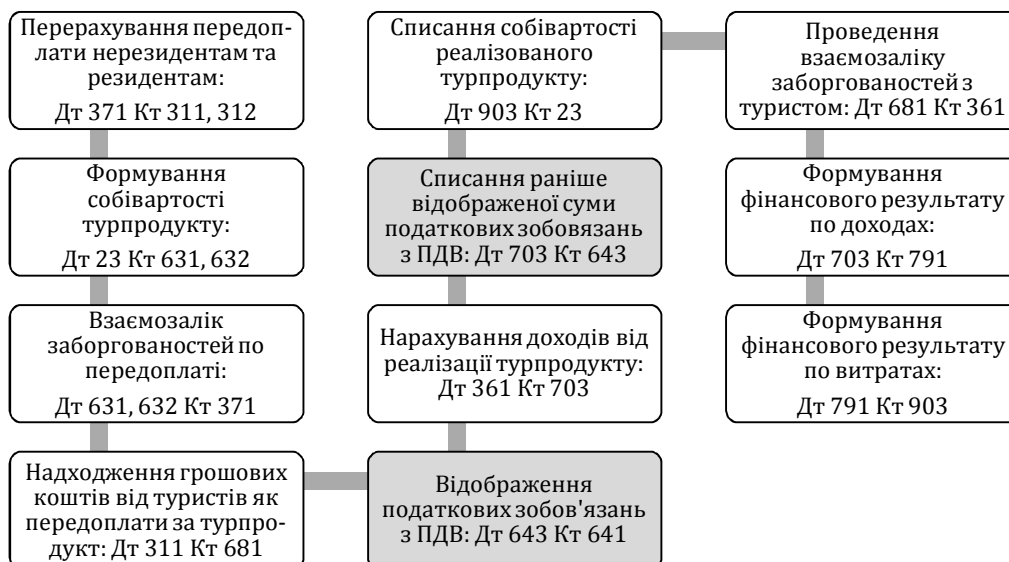 Перерахування передоп-
лати нерезидентам та
резидентам:
Дт 371 Кт 311, 312
Формування
собівартості
турпродукту:
Дт 23 Кт 631, 632
Взаємозалік
заборгованостей по
передоплаті:
Дт 631, 632 Кт 371
Надходження грошових
коштів від туристів як
передоплати за турпро-
дукт: Дт 311 Кт 681
Відображення
податкових зобов'язань
з ПДВ: Дт 643 Кт 641
Нарахування доходів від
реалізації турпродукту:
Дт 361 Кт 703
Списання раніше
відображеної суми
податкових зобовязань
з ПДВ: Дт 703 Кт 643
Списання собівартості
реалізованого
турпродукту:
Дт 903 Кт 23
Проведення
взаємозаліку
заборгованостей з
туристом: Дт 681 Кт 361
Формування
фінансового результату
по доходах:
Дт 703 Кт 791
Формування
фінансового результату
по витратах:
Дт 791 Кт 903